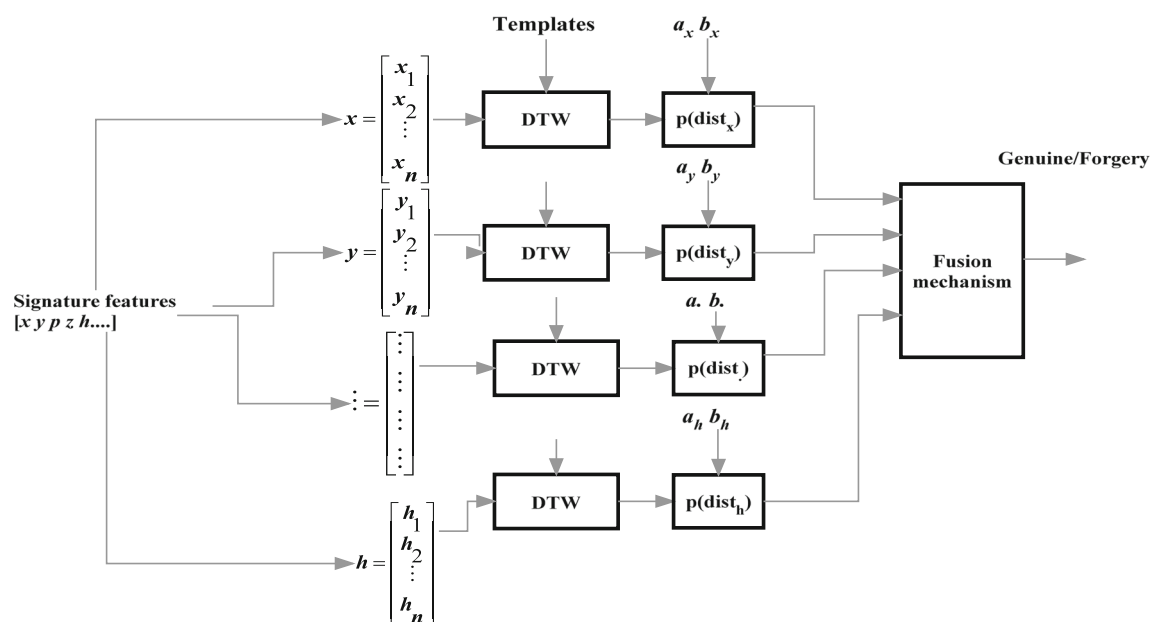 Templates
a_x b_x
x = [x_1 x_2 ⋮ x_n]
DTW
p(dist_x)
Genuine/Forgery
a_y b_y
y = [y_1 y_2 ⋮ y_n]
DTW
p(dist_y)
Fusion
mechanism
Signature features
[x y p z h....]
a. b.
⋮ = [⋮ ⋮ ⋮ ⋮]
DTW
p(dist.)
a_h b_h
DTW
p(dist_h)
h = [h_1 h_2 ⋮ h_n]